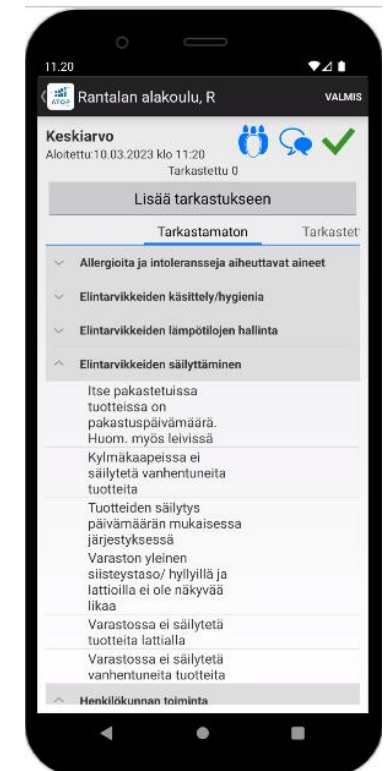 11.20
ATOP
Rantalan alakoulu, R
VALMIS
Keskiarvo
Aloitettu:10.03.2023 klo 11:20
Tarkastettu 0
Lisää tarkastukseen
Tarkastamaton
Tarkastet
Allergioita ja intoleransseja aiheuttavat aineet
Elintarvikkeiden käsittely/hygienia
Elintarvikkeiden lämpötilojen hallinta
Elintarvikkeiden säilyttäminen
Itse pakastetuissa
tuotteissa on
pakastuspäivämäärä.
Huom. myös leivissä
Kylmäkaapeissa ei
säilytetä vanhentuneita
tuotteita
Tuotteiden säilytys
päivämäärän mukaisessa
järjestyksessä
Varaston yleinen
siisteystaso/ hyllyillä ja
lattioilla ei ole näkyvää
likaa
Varastossa ei säilytetä
tuotteita lattialla
Varastossa ei säilytetä
vanhentuneita tuotteita
Henkilökunnan toiminta